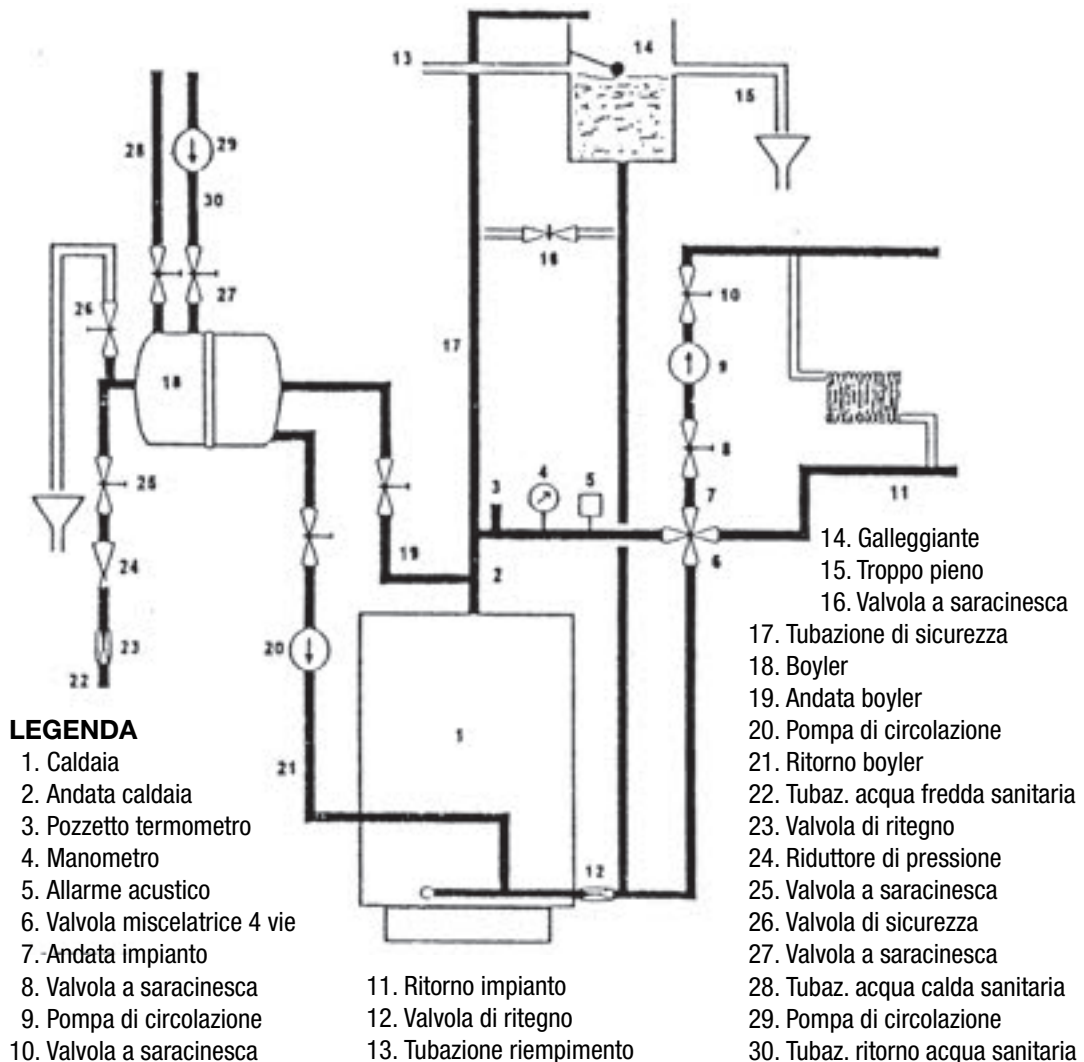 14
13
15
28
29
30
16
26
27
10
17
9
18
8
25
4
5
3
7
11
19
2
6
24
20
23
22
1
21
12
14. Galleggiante
15. Troppo pieno
16. Valvola a saracinesca
17. Tubazione di sicurezza
18. Boyler
19. Andata boyler
20. Pompa di circolazione
21. Ritorno boyler
22. Tubaz. acqua fredda sanitaria
23. Valvola di ritegno
24. Riduttore di pressione
25. Valvola a saracinesca
26. Valvola di sicurezza
27. Valvola a saracinesca
28. Tubaz. acqua calda sanitaria
29. Pompa di circolazione
30. Tubaz. ritorno acqua sanitaria
LEGENDA
1. Caldaia
2. Andata caldaia
3. Pozzetto termometro
4. Manometro
5. Allarme acustico
6. Valvola miscelatrice 4 vie
7. Andata impianto
8. Valvola a saracinesca
9. Pompa di circolazione
10. Valvola a saracinesca
11. Ritorno impianto
12. Valvola di ritegno
13. Tubazione riempimento